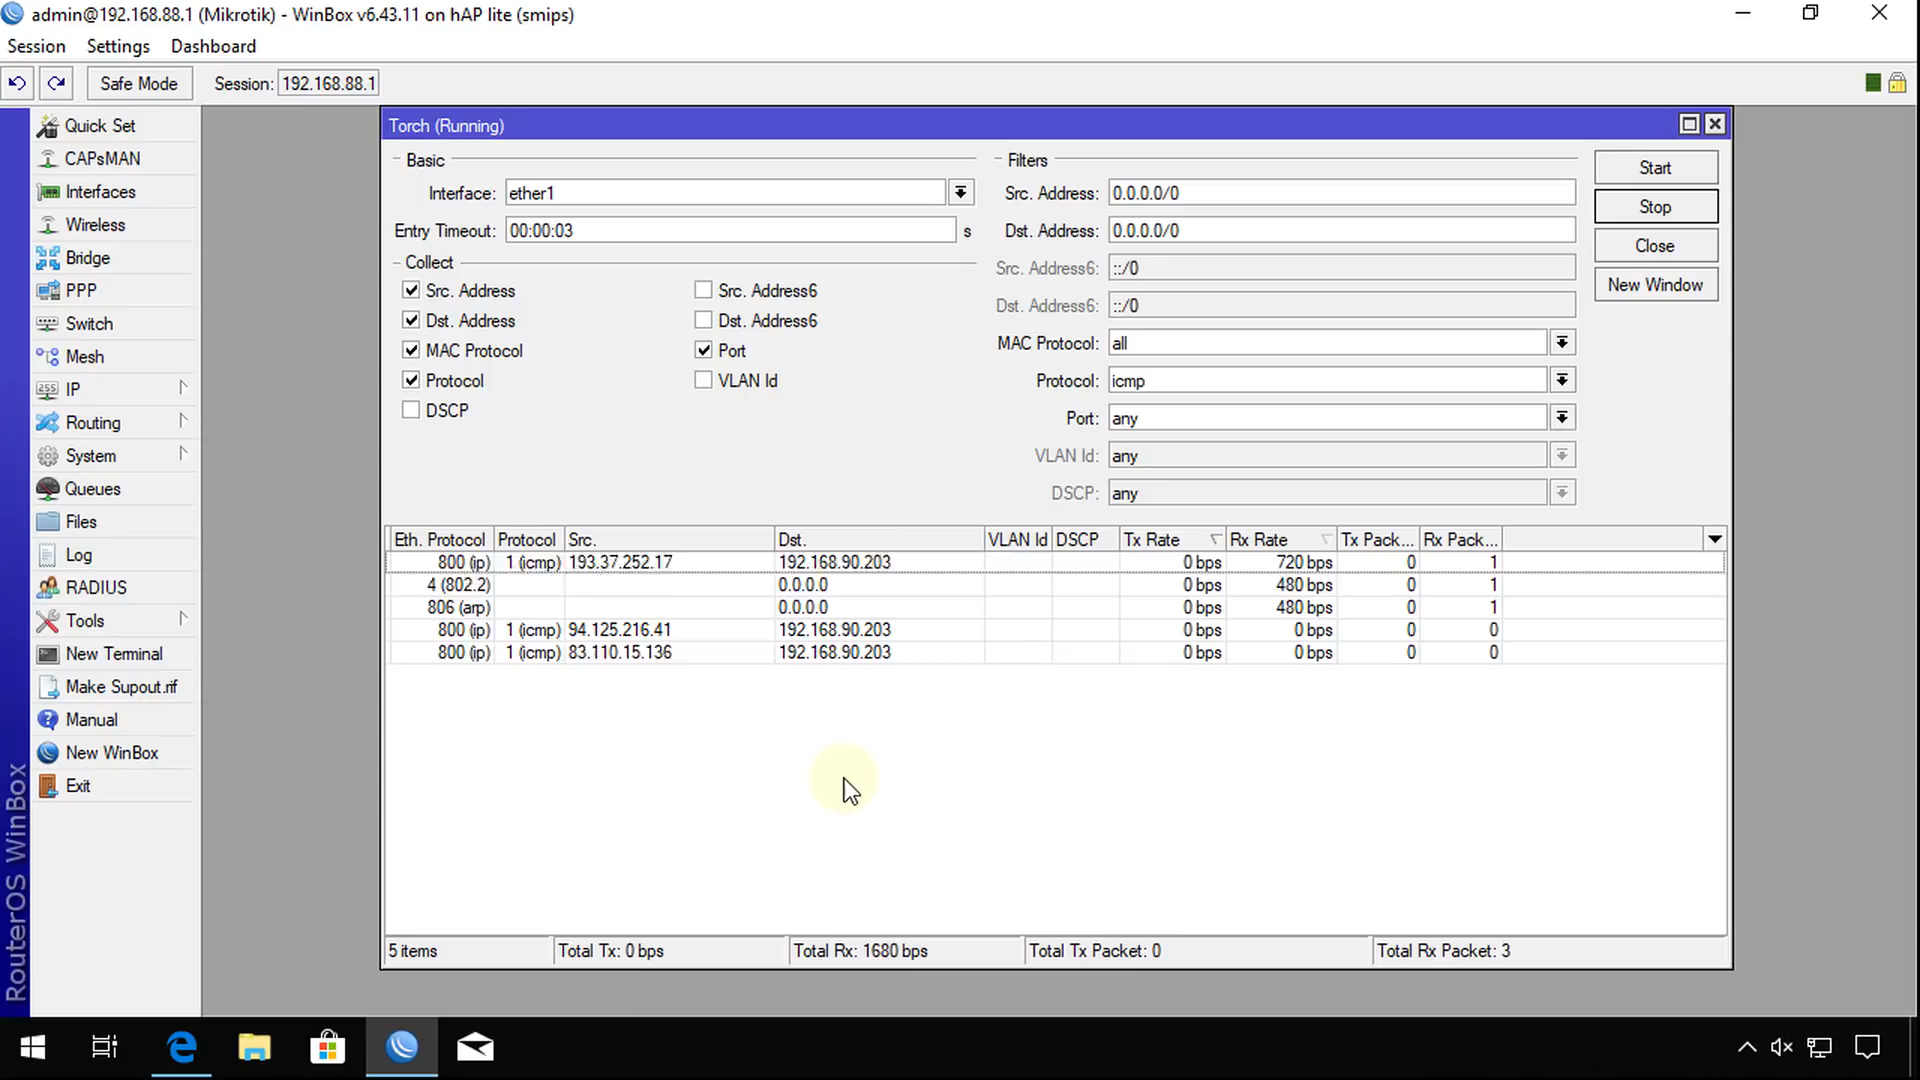 admin@192.168.88.1 (Mikrotik) - WinBox v6.43.11 on hAP lite (smips)
Session Settings Dashboard
Safe Mode Session: 192.168.88.1
Quick Set
CAPsMAN
Interfaces
Wireless
Bridge
PPP
Switch
Mesh
255 IP
Routing
System
Queues
Files
Log
RADIUS
Tools
New Terminal
Make Supout.rif
Manual
New WinBox
Exit
RouterOS WinBox
Torch (Running)
Basic
Interface: ether1
Entry Timeout: 00:00:03 s
Collect
Src. Address Src. Address6
Dst. Address Dst. Address6
MAC Protocol Port
Protocol VLAN Id
DSCP
Filters
Src. Address: 0.0.0.0/0
Dst. Address: 0.0.0.0/0
Src. Address6: ::/0
Dst. Address6: ::/0
MAC Protocol: all
Protocol: icmp
Port: any
VLAN Id: any
DSCP: any
Start
Stop
Close
New Window
Eth. Protocol Protocol Src. Dst. VLAN Id DSCP Tx Rate Rx Rate Tx Pack... Rx Pack...
800 (ip) 1 (icmp) 193.37.252.17 192.168.90.203 0 bps 720 bps 0 1
4 (802.2) 0.0.0.0 0 bps 480 bps 0 1
806 (arp) 0.0.0.0 0 bps 480 bps 0 1
800 (ip) 1 (icmp) 94.125.216.41 192.168.90.203 0 bps 0 bps 0 0
800 (ip) 1 (icmp) 83.110.15.136 192.168.90.203 0 bps 0 bps 0 0
5 items Total Tx: 0 bps Total Rx: 1680 bps Total Tx Packet: 0 Total Rx Packet: 3